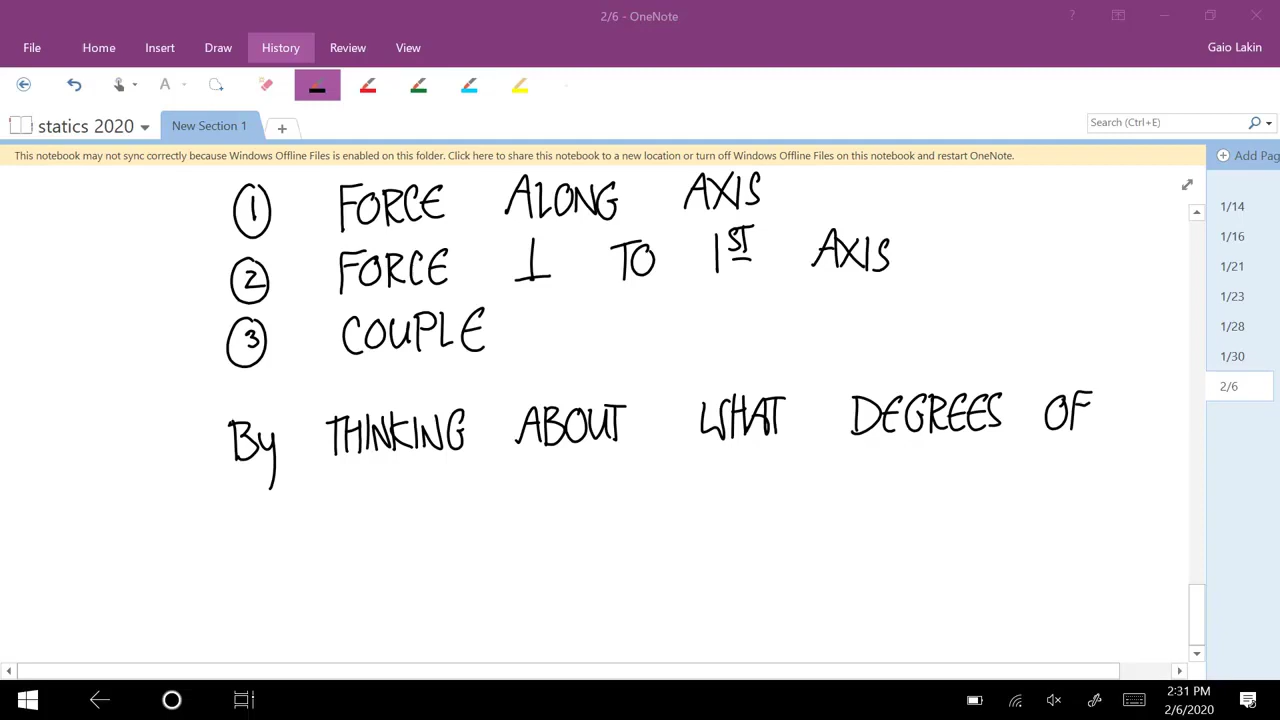 2/6 - OneNote
File Home Insert Draw History Review View Gaio Lakin
statics 2020 New Section 1 Search (Ctrl+E)
This notebook may not sync correctly because Windows Offline Files is enabled on this folder. Click here to share this notebook to a new location or turn off Windows Offline Files on this notebook and restart OneNote.
Add Pag
1 FORCE ALONG AXIS
2 FORCE ⊥ TO 1ST AXIS
3 COUPLE
By THINKING ABOUT WHAT DEGREES OF
1/14
1/16
1/21
1/23
1/28
1/30
2/6
2:31 PM
2/6/2020